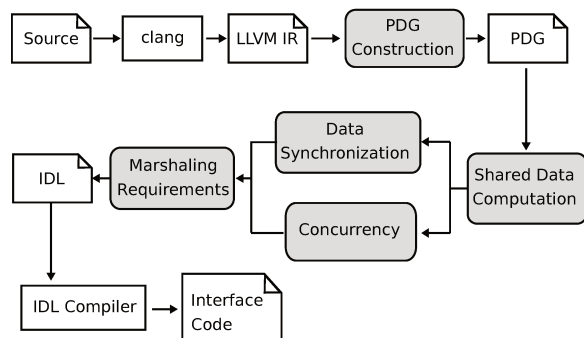 Source
clang
LLVM IR
PDG
Construction
PDG
Data
Synchronization
Shared Data
Computation
Concurrency
Marshaling
Requirements
IDL
IDL Compiler
Interface
Code